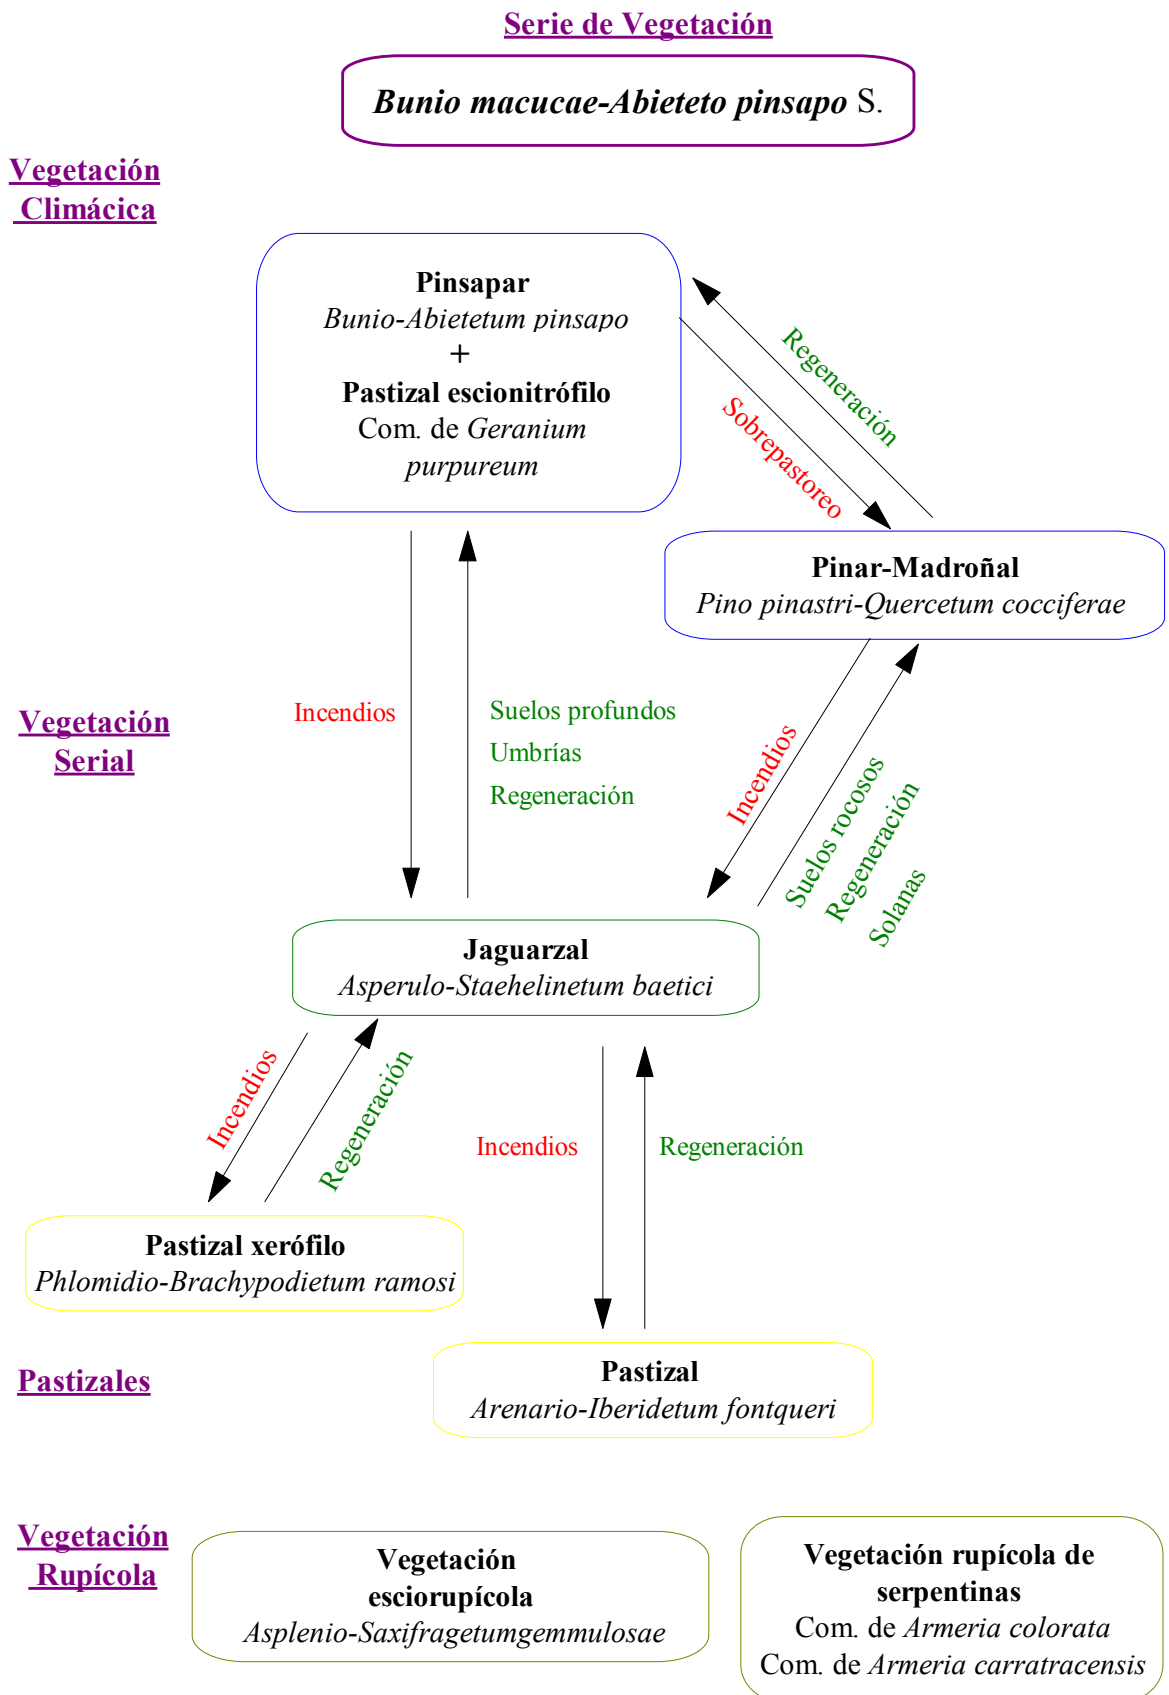 Serie de Vegetación
Bunio macucae-Abieteto pinsapo S.
Vegetación
Climácica
Pinsapar
Bunio-Abietetum pinsapo
+
Pastizal escionitrófilo
Com. de Geranium
purpureum
Regeneración
Sobrepastoreo
Pinar-Madroñal
Pino pinastri-Quercetum cocciferae
Vegetación
Serial
Incendios
Suelos profundos
Umbrías
Regeneración
Incendios
Suelos rocosos
Regeneración
Solanas
Jaguarzal
Asperulo-Staehelinetum baetici
Incendios
Regeneración
Incendios
Regeneración
Pastizal xerófilo
Phlomidio-Brachypodietum ramosi
Pastizales
Pastizal
Arenario-Iberidetum fontqueri
Vegetación
Rupícola
Vegetación
esciorupícola
Asplenio-Saxifragetumgemmulosae
Vegetación rupícola de
serpentinas
Com. de Armeria colorata
Com. de Armeria carratracensis